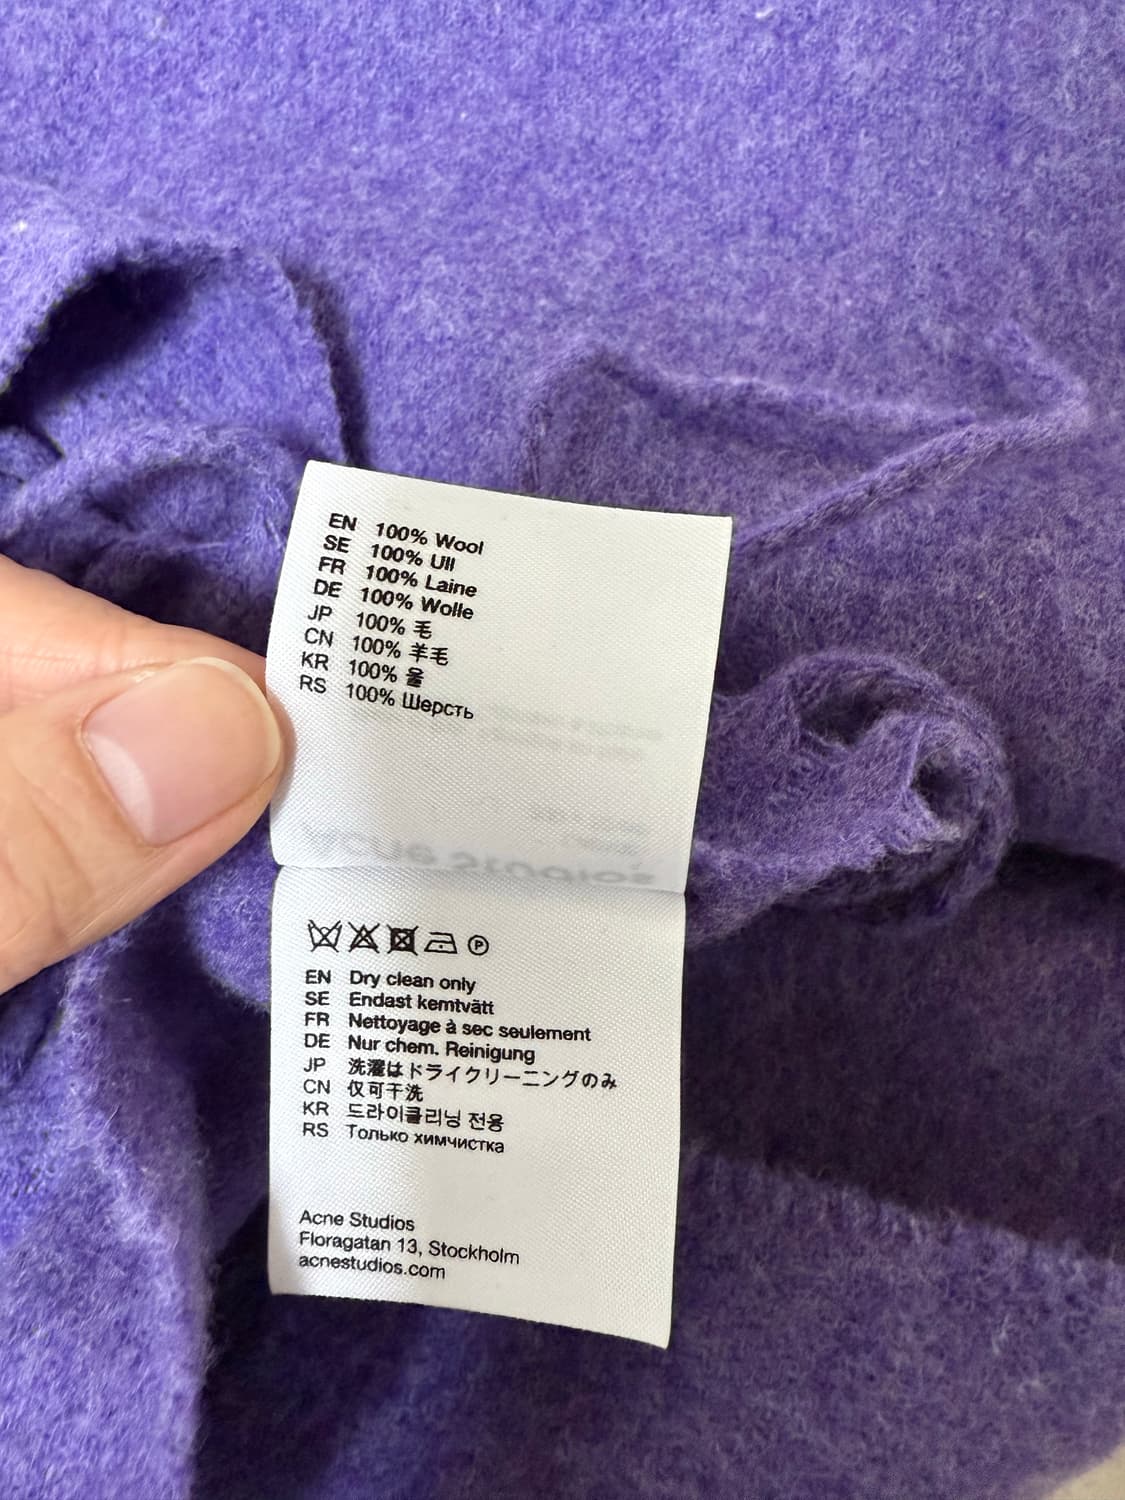 EN 100% Wool
SE 100% Ull
FR 100% Laine
DE 100% Wolle
JP 100% 毛
CN 100% 羊毛
KR 100% 울
RS 100% Шерсть
P
EN Dry clean only
SE Endast kemtvätt
FR Nettoyage à sec seulement
DE Nur chem. Reinigung
JP 洗濯はドライクリーニングのみ
CN 仅可干洗
KR 드라이클리닝 전용
RS Только химчистка
Acne Studios
Floragatan 13, Stockholm
acnestudios.com